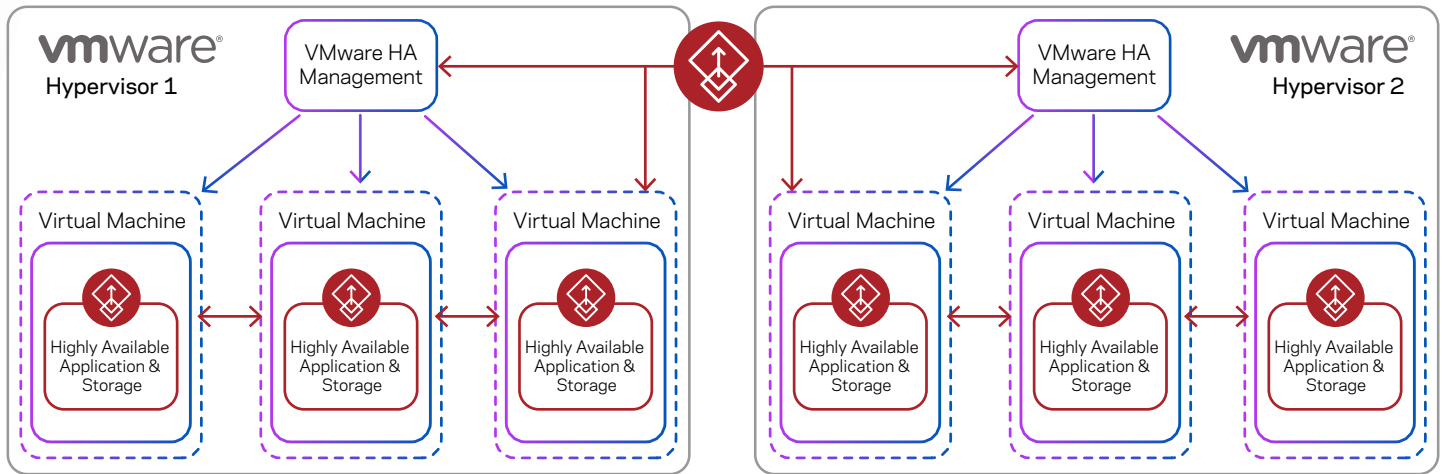 vmware®
Hypervisor 1
VMware HA
Management
Virtual Machine
Highly Available
Application &
Storage
Virtual Machine
Highly Available
Application &
Storage
Virtual Machine
Highly Available
Application &
Storage
VMware HA
Management
vmware®
Hypervisor 2
Virtual Machine
Highly Available
Application &
Storage
Virtual Machine
Highly Available
Application &
Storage
Virtual Machine
Highly Available
Application &
Storage